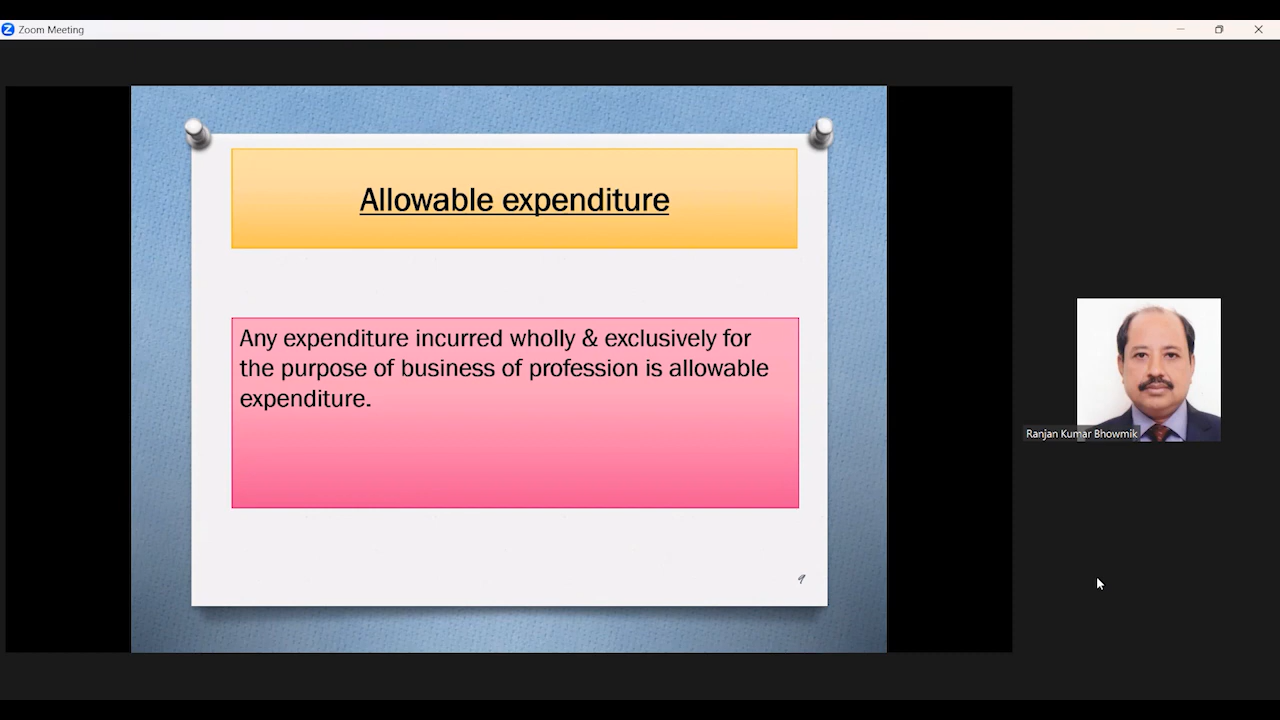 Zoom Meeting
Allowable expenditure
Any expenditure incurred wholly & exclusively for
the purpose of business of profession is allowable
expenditure.
Ranjan Kumar Bhowmik